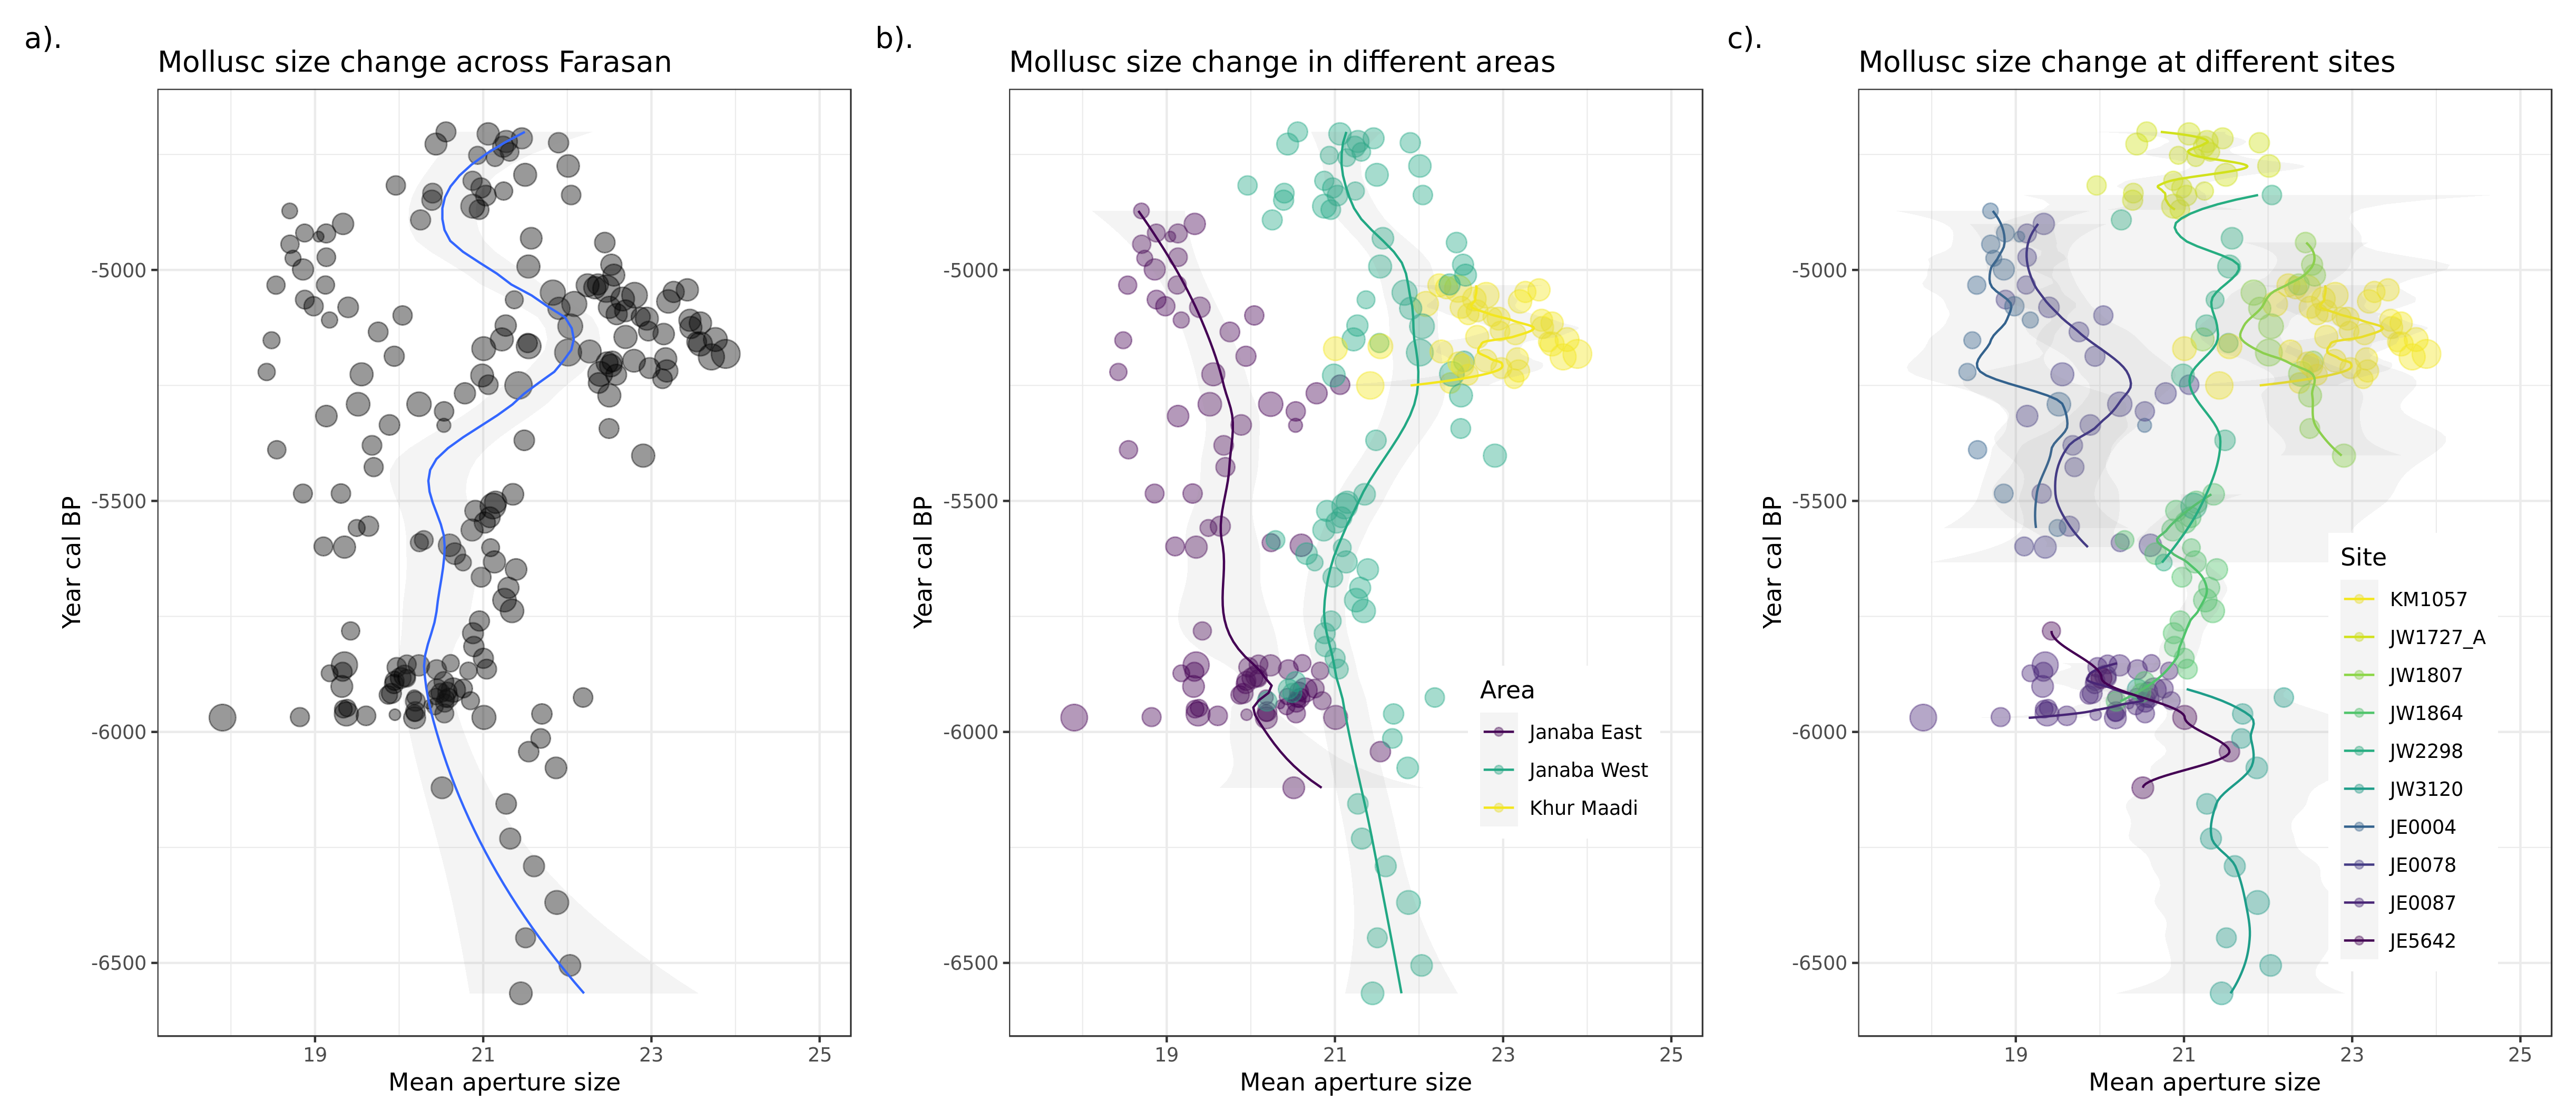 a).
Mollusc size change across Farasan
Year cal BP
-5000
-5500
-6000
-6500
19 21 23 25
Mean aperture size
b).
Mollusc size change in different areas
Year cal BP
-5000
-5500
-6000
-6500
Area
Janaba East
Janaba West
Khur Maadi
19 21 23 25
Mean aperture size
c).
Mollusc size change at different sites
Year cal BP
-5000
-5500
-6000
-6500
Site
KM1057
JW1727_A
JW1807
JW1864
JW2298
JW3120
JE0004
JE0078
JE0087
JE5642
19 21 23 25
Mean aperture size